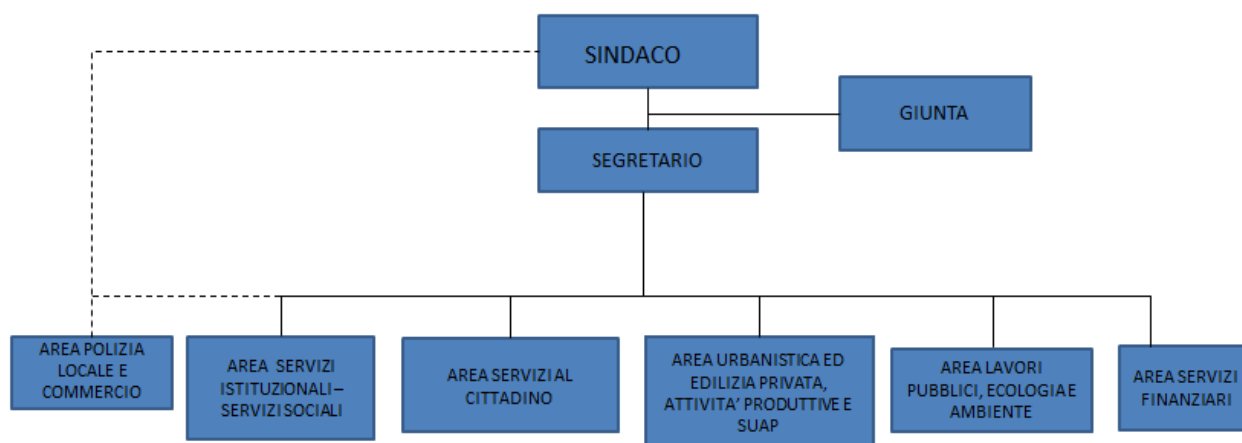 SINDACO
GIUNTA
SEGRETARIO
AREA POLIZIA
LOCALE E
COMMERCIO
AREA SERVIZI
ISTITUZIONALI–
SERVIZI SOCIALI
AREA SERVIZI AL
CITTADINO
AREA URBANISTICA ED
EDILIZIA PRIVATA,
ATTIVITA’ PRODUTTIVE E
SUAP
AREA LAVORI
PUBBLICI, ECOLOGIA E
AMBIENTE
AREA SERVIZI
FINANZIARI